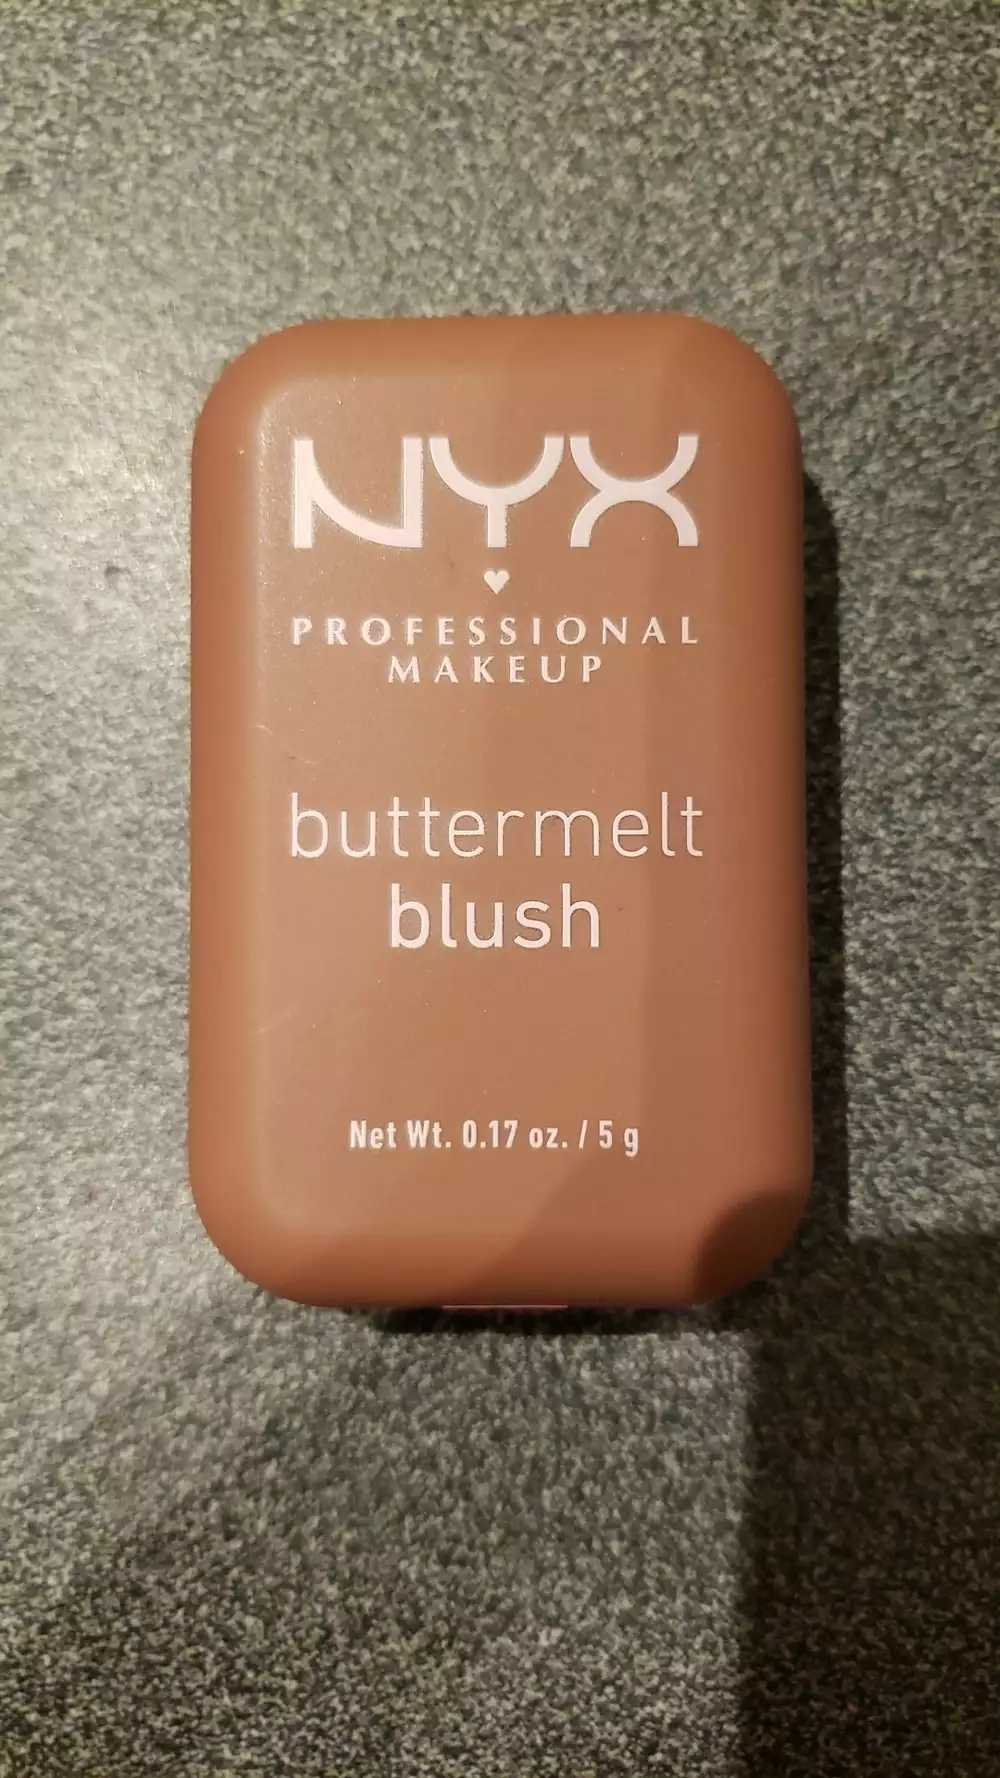 NYX
PROFESSIONAL
MAKEUP
buttermelt
blush
Net Wt. 0.17 oz. / 5 g